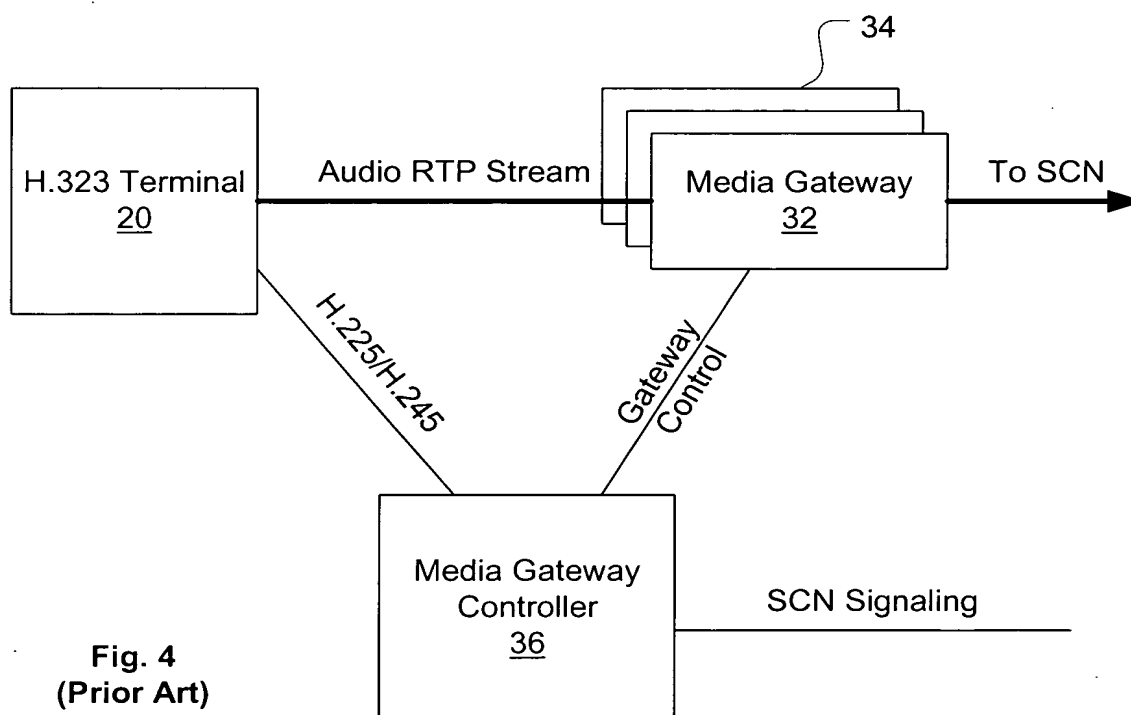 34
H.323 Terminal
20
Audio RTP Stream
Media Gateway
32
To SCN
H.225/H.245
Gateway
Control
Media Gateway
Controller
36
SCN Signaling
Fig. 4
(Prior Art)